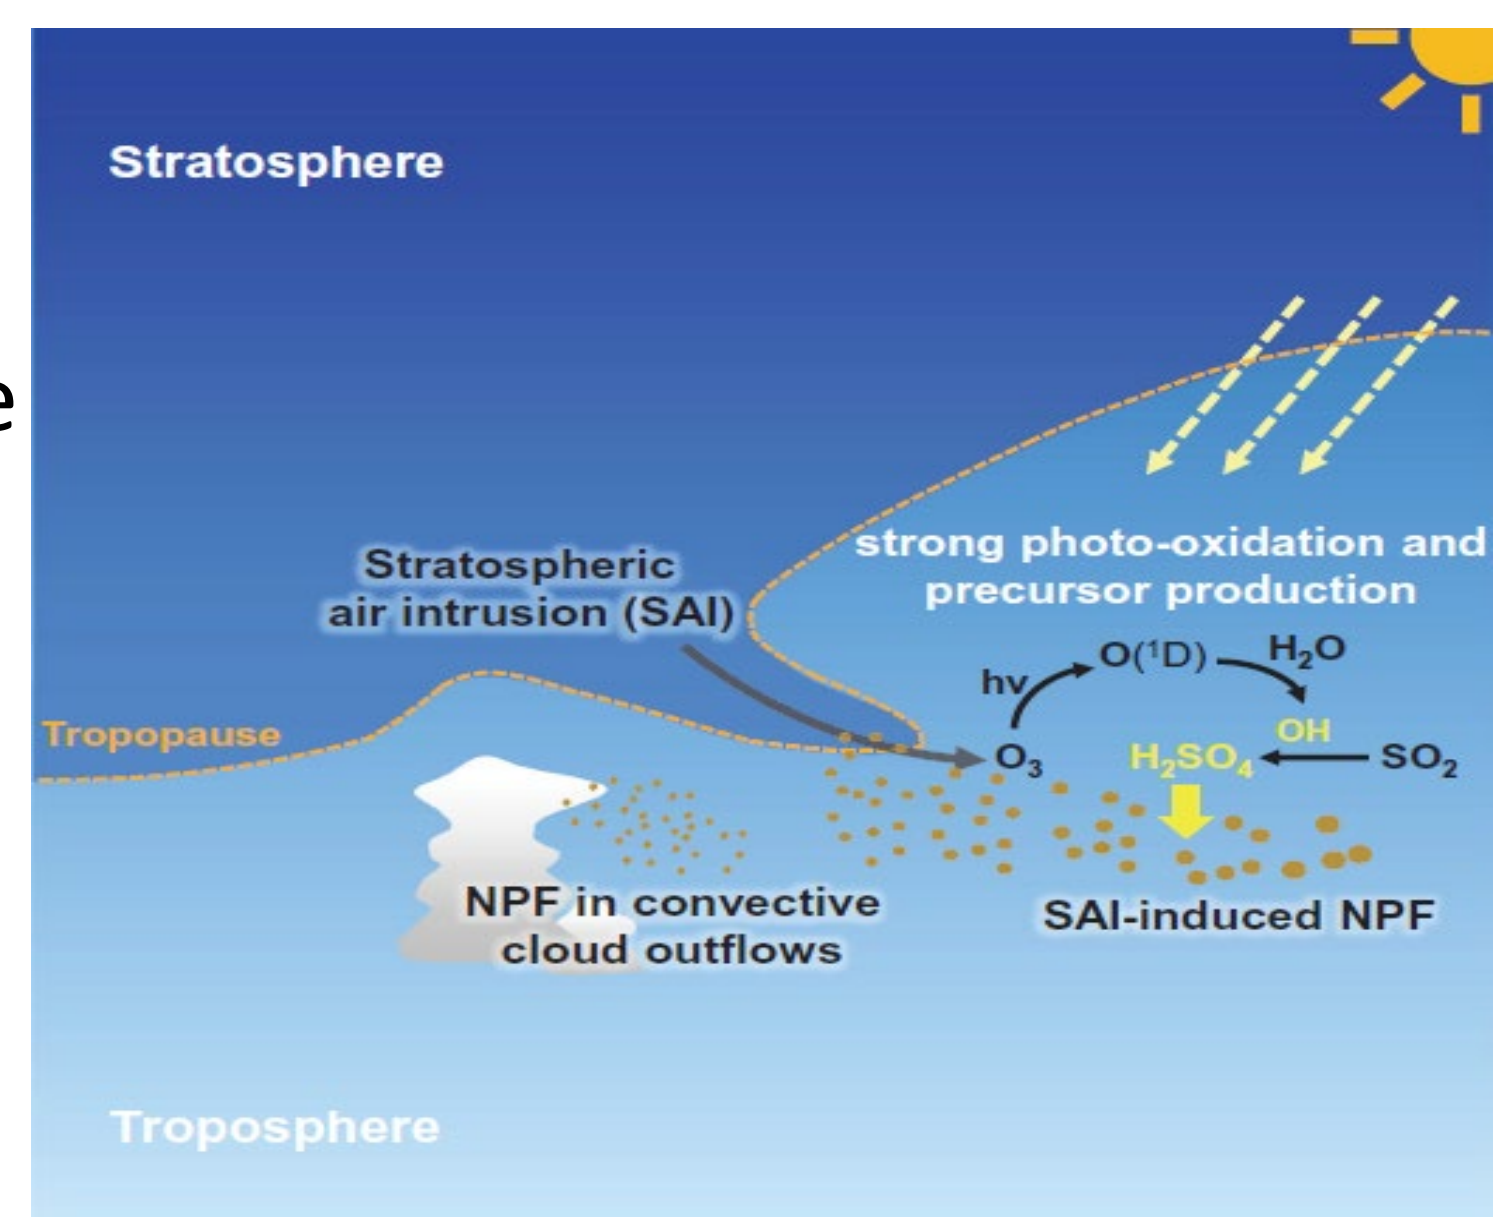 Stratosphere
e
strong photo-oxidation and
precursor production
Stratospheric
air intrusion (SAI)
Tropopause
hv
O(¹D)
H₂O
OH
O₃
H₂SO₄
SO₂
NPF in convective
cloud outflows
SAI-induced NPF
Troposphere